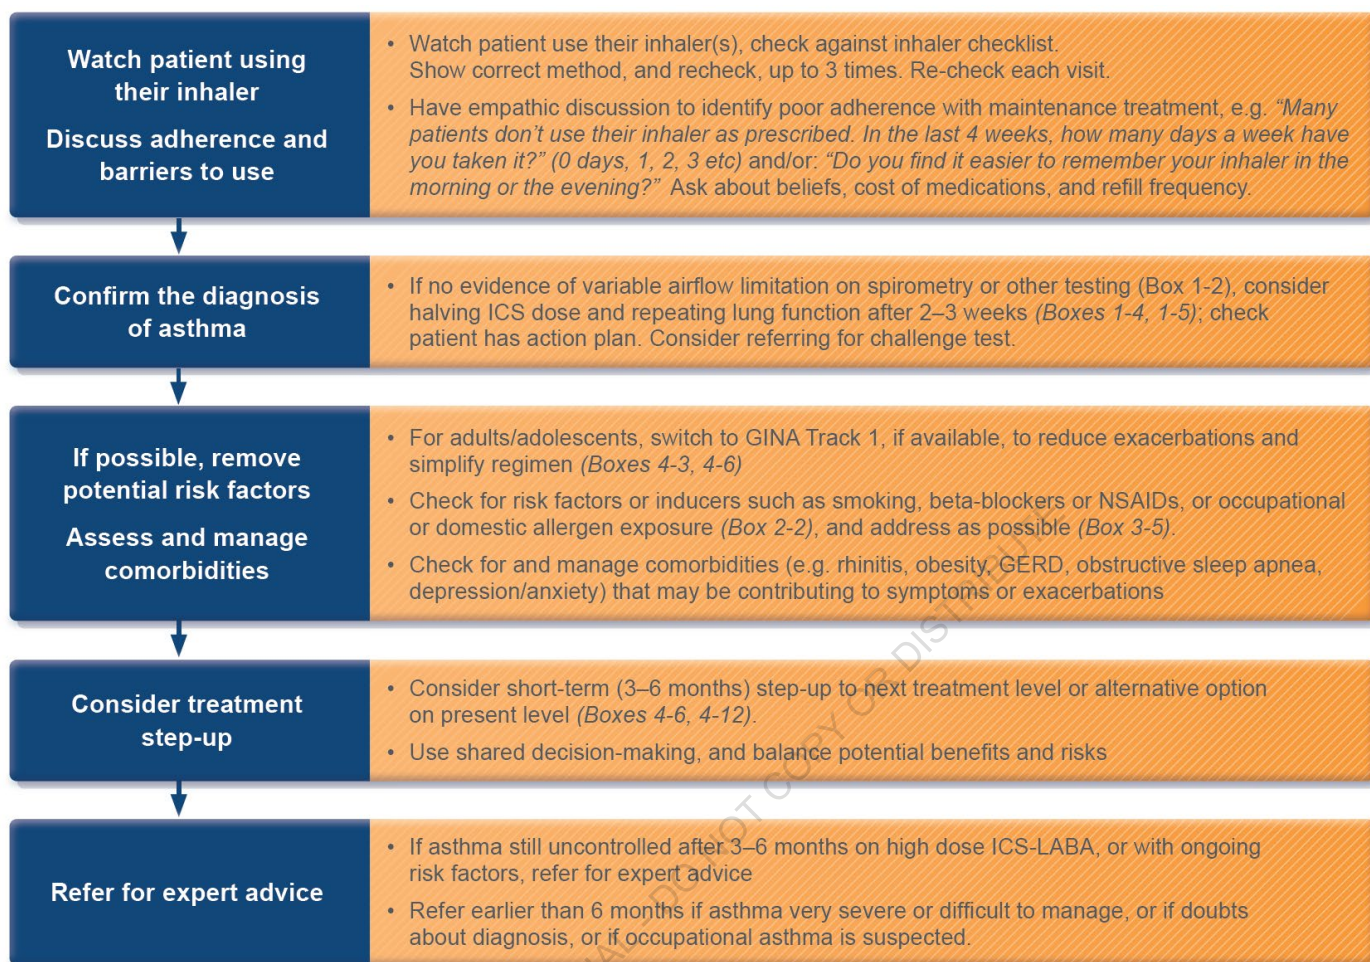 Watch patient using
their inhaler
Discuss adherence and
barriers to use
• Watch patient use their inhaler(s), check against inhaler checklist.
Show correct method, and recheck, up to 3 times. Re-check each visit.
• Have empathic discussion to identify poor adherence with maintenance treatment, e.g. “Many
patients don’t use their inhaler as prescribed. In the last 4 weeks, how many days a week have
you taken it?” (0 days, 1, 2, 3 etc) and/or: “Do you find it easier to remember your inhaler in the
morning or the evening?” Ask about beliefs, cost of medications, and refill frequency.
Confirm the diagnosis
of asthma
• If no evidence of variable airflow limitation on spirometry or other testing (Box 1-2), consider
halving ICS dose and repeating lung function after 2–3 weeks (Boxes 1-4, 1-5); check
patient has action plan. Consider referring for challenge test.
If possible, remove
potential risk factors
Assess and manage
comorbidities
• For adults/adolescents, switch to GINA Track 1, if available, to reduce exacerbations and
simplify regimen (Boxes 4-3, 4-6)
• Check for risk factors or inducers such as smoking, beta-blockers or NSAIDs, or occupational
or domestic allergen exposure (Box 2-2), and address as possible (Box 3-5).
• Check for and manage comorbidities (e.g. rhinitis, obesity, GERD, obstructive sleep apnea,
depression/anxiety) that may be contributing to symptoms or exacerbations
Consider treatment
step-up
• Consider short-term (3–6 months) step-up to next treatment level or alternative option
on present level (Boxes 4-6, 4-12).
• Use shared decision-making, and balance potential benefits and risks
Refer for expert advice
• If asthma still uncontrolled after 3–6 months on high dose ICS-LABA, or with ongoing
risk factors, refer for expert advice
• Refer earlier than 6 months if asthma very severe or difficult to manage, or if doubts
about diagnosis, or if occupational asthma is suspected.
DO NOT COPY OR DISTRIBUTE